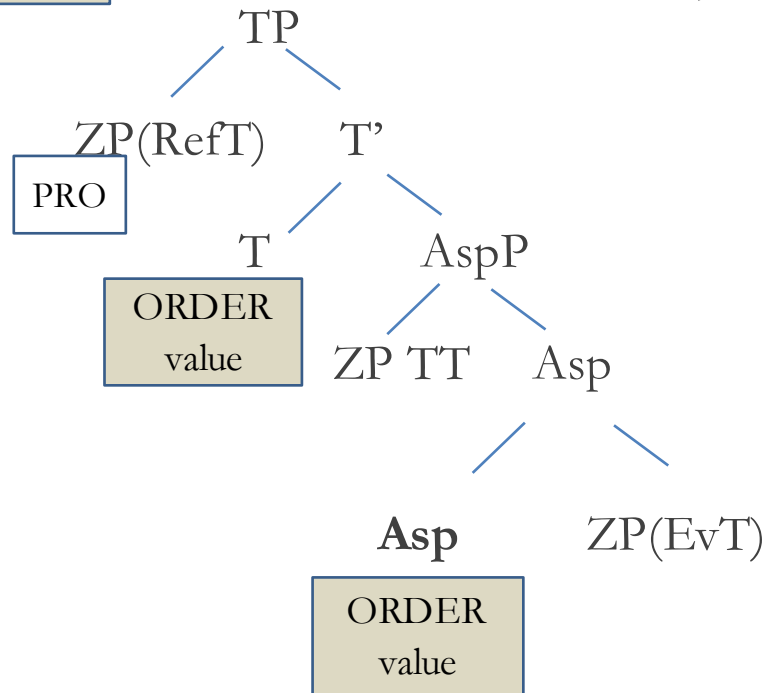 TP
ZP(RefT) T’
PRO
T AspP
ORDER
value
ZP TT Asp
Asp ZP(EvT)
ORDER
value